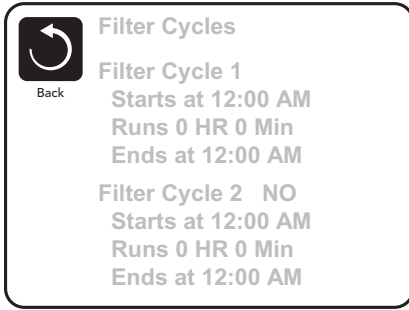 Filter Cycles
Back
Filter Cycle 1
Starts at 12:00 AM
Runs 0 HR 0 Min
Ends at 12:00 AM
Filter Cycle 2 NO
Starts at 12:00 AM
Runs 0 HR 0 Min
Ends at 12:00 AM